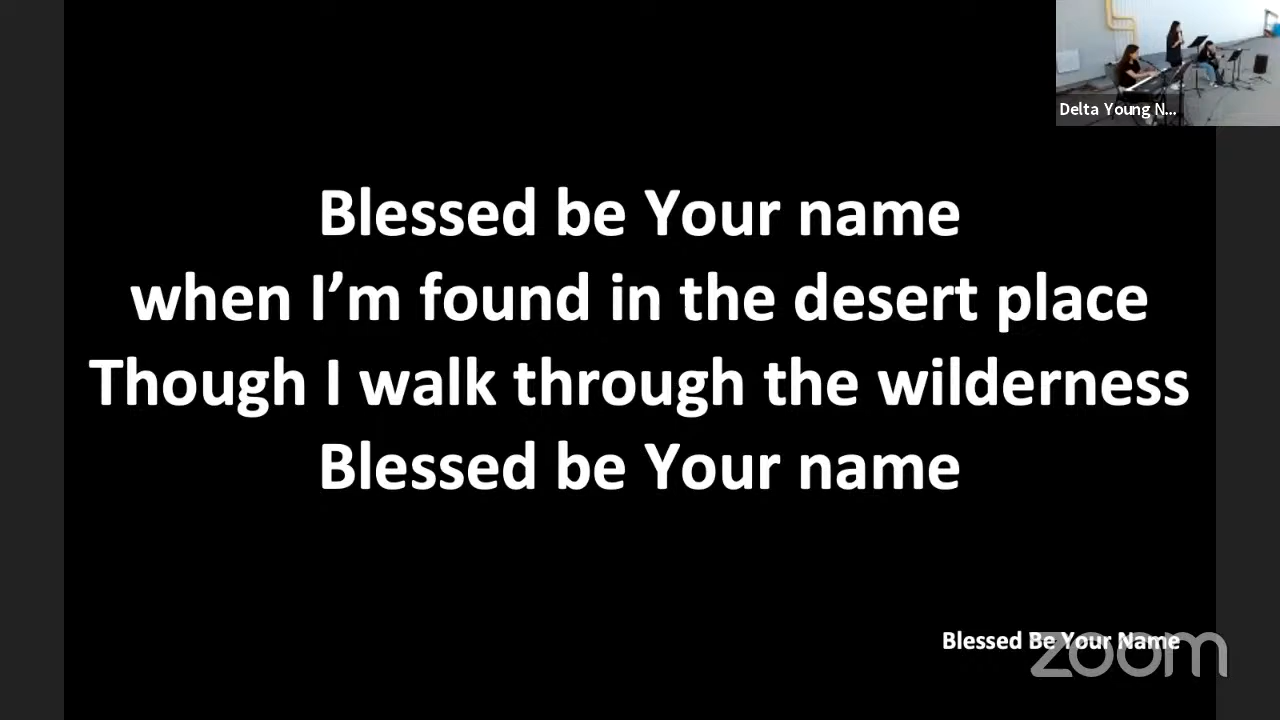 Delta Young N...
Blessed be Your name
when I’m found in the desert place
Though I walk through the wilderness
Blessed be Your name
Blessed Be Your Name
zoom